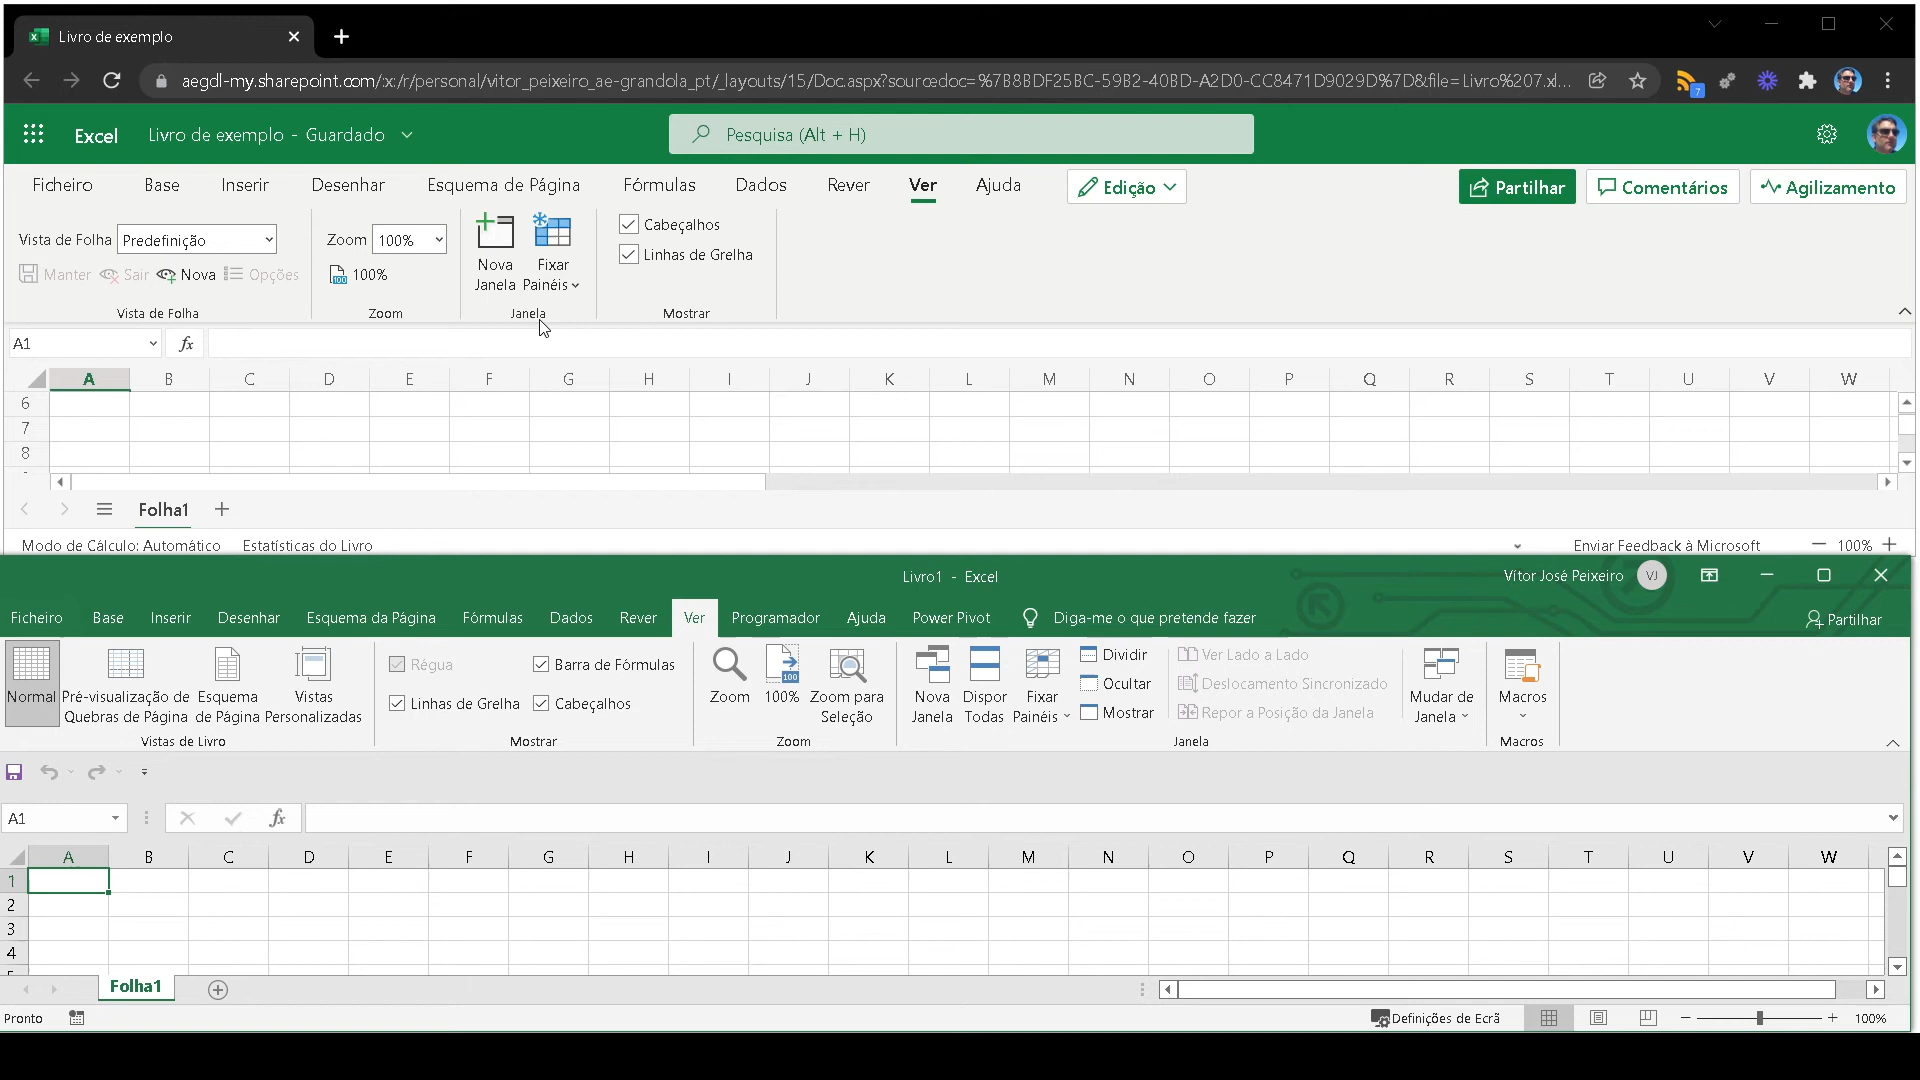 Livro de exemplo
aegdl-my.sharepoint.com/:x:/r/personal/vitor_peixeiro_ae-grandola_pt/_layouts/15/Doc.aspx?sourcedoc=%7B8BDF25BC-59B2-40BD-A2D0-CC8471D9029D%7D&file=Livro%207.xl...
7
Excel Livro de exemplo - Guardado Pesquisa (Alt + H)
Ficheiro Base Inserir Desenhar Esquema de Página Fórmulas Dados Rever Ver Ajuda Edição Partilhar Comentários Agilizamento
Vista de Folha Predefinição Zoom 100% Nova Janela Fixar Painéis Cabeçalhos
Linhas de Grelha
Manter Sair Nova Opções 100%
Vista de Folha Zoom Janela Mostrar
A1 fx
A B C D E F G H I J K L M N O P Q R S T U V W
6
7
8
Folha1
Modo de Cálculo: Automático Estatísticas do Livro Enviar Feedback à Microsoft 100%
Livro1 - Excel Vítor José Peixeiro VJ
Ficheiro Base Inserir Desenhar Esquema da Página Fórmulas Dados Rever Ver Programador Ajuda Power Pivot Diga-me o que pretende fazer Partilhar
Régua Barra de Fórmulas Dividir Ver Lado a Lado
Ocultar Deslocamento Sincronizado
Normal Pré-visualização de Esquema Vistas Linhas de Grelha Cabeçalhos Zoom 100% Zoom para Nova Dispor Fixar Mudar de Macros
Quebras de Página de Página Personalizadas Seleção Janela Todas Painéis Mostrar Repor a Posição da Janela Janela
Vistas de Livro Mostrar Zoom Janela Macros
A1 fx
A B C D E F G H I J K L M N O P Q R S T U V W
1
2
3
4
Folha1
Pronto Definições de Ecrã 100%